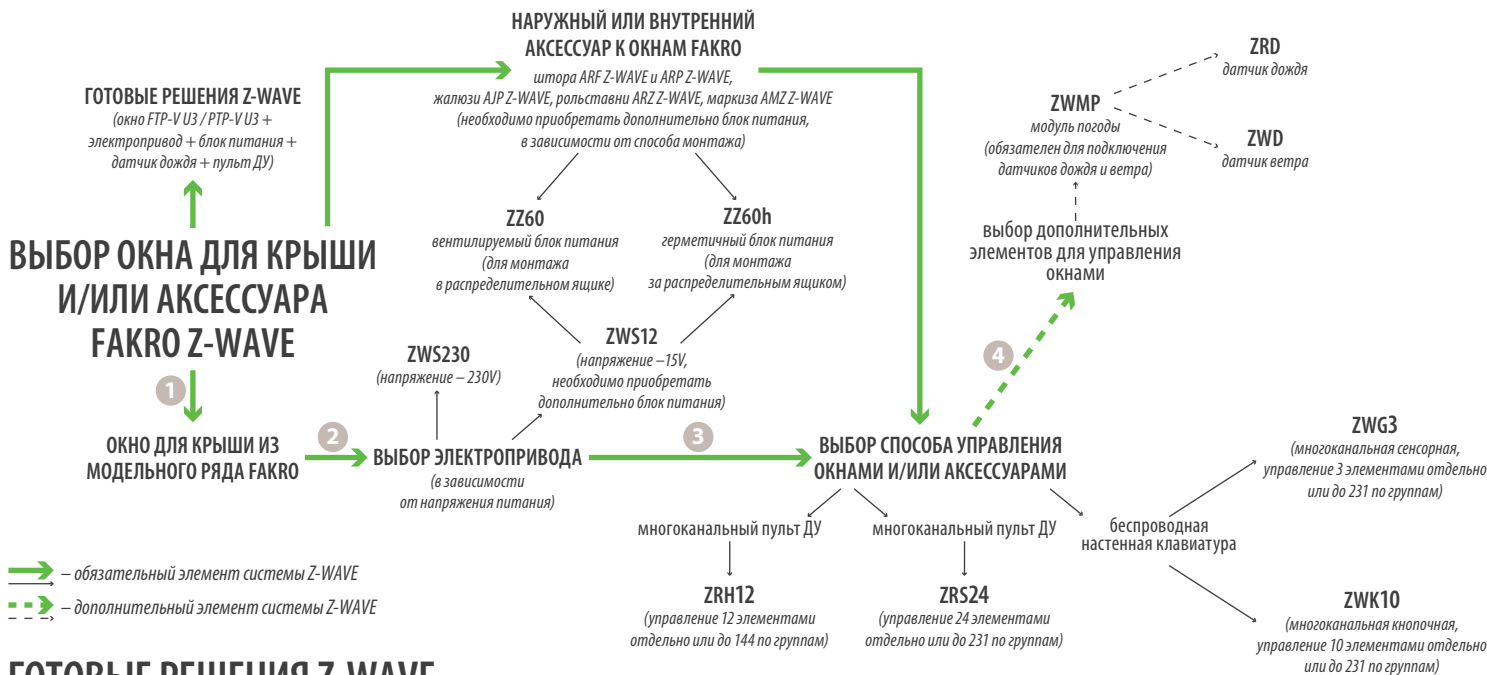 НАРУЖНЫЙ ИЛИ ВНУТРЕННИЙ
АКСЕССУАР К ОКНАМ FAKRO
штора ARF Z-WAVE и ARP Z-WAVE,
жалюзи AJP Z-WAVE, рольставни ARZ Z-WAVE, маркиза AMZ Z-WAVE
(необходимо приобретать дополнительно блок питания,
в зависимости от способа монтажа)
ГОТОВЫЕ РЕШЕНИЯ Z-WAVE
(окно FTP-V U3 / PTP-V U3 +
электропривод + блок питания +
датчик дождя + пульт ДУ)
ZRD
датчик дождя
ZWMP
модуль погоды
(обязателен для подключения
датчиков дождя и ветра)
ZWD
датчик ветра
ВЫБОР ОКНА ДЛЯ КРЫШИ
И/ИЛИ АКСЕССУАРА
FAKRO Z-WAVE
ZZ60
вентилируемый блок питания
(для монтажа
в распределительном ящике)
ZZ60h
герметичный блок питания
(для монтажа
за распределительным ящиком)
выбор дополнительных
элементов для управления
окнами
ZWS230
(напряжение – 230V)
ZWS12
(напряжение –15V,
необходимо приобретать
дополнительно блок питания)
4
1
ОКНО ДЛЯ КРЫШИ ИЗ
МОДЕЛЬНОГО РЯДА FAKRO
2
ВЫБОР ЭЛЕКТРОПРИВОДА
(в зависимости
от напряжения питания)
3
ВЫБОР СПОСОБА УПРАВЛЕНИЯ
ОКНАМИ И/ИЛИ АКСЕССУАРАМИ
ZWG3
(многоканальная сенсорная,
управление 3 элементами отдельно
или до 231 по группам)
многоканальный пульт ДУ
многоканальный пульт ДУ
беспроводная
настенная клавиатура
ZRH12
(управление 12 элементами
отдельно или до 144 по группам)
ZRS24
(управление 24 элементами
отдельно или до 231 по группам)
ZWK10
(многоканальная кнопочная,
управление 10 элементами отдельно
или до 231 по группам)
– обязательный элемент системы Z-WAVE
– дополнительный элемент системы Z-WAVE
ГОТОВЫЕ РЕШЕНИЯ Z-WAVE